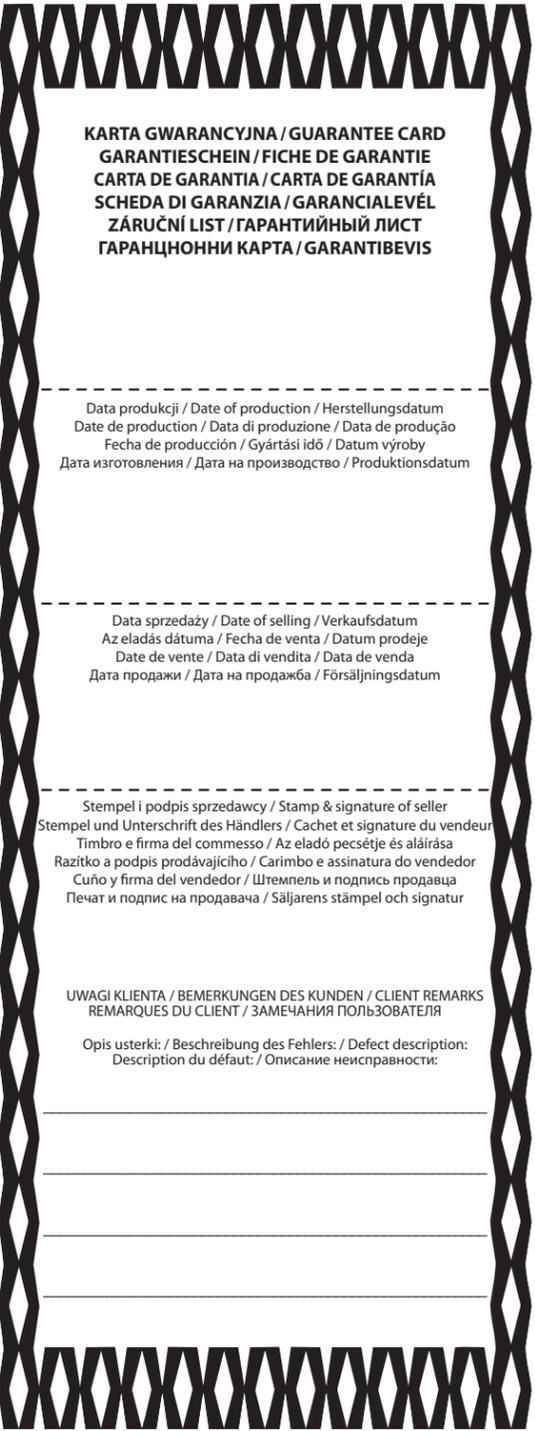 KARTA GWARANCYJNA / GUARANTEE CARD
GARANTIESCHEIN / FICHE DE GARANTIE
CARTA DE GARANTIA / CARTA DE GARANTÍA
SCHEDA DI GARANZIA / GARANCIALEVÉL
ZÁRUČNÍ LIST / ГАРАНТИЙНЫЙ ЛИСТ
ГАРАНЦНОННИ КАРТА / GARANTIBEVIS
Data produkcji / Date of production / Herstellungsdatum
Date de production / Data di produzione / Data de produção
Fecha de producción / Gyártási idő / Datum výroby
Дата изготовления / Дата на производство / Produktionsdatum
Data sprzedaży / Date of selling / Verkaufsdatum
Az eladás dátuma / Fecha de venta / Datum prodeje
Date de vente / Data di vendita / Data de venda
Дата продажи / Дата на продажба / Försäljningsdatum
Stempel i podpis sprzedawcy / Stamp & signature of seller
Stempel und Unterschrift des Händlers / Cachet et signature du vendeur
Timbro e firma del commesso / Az eladó pecsétje és aláírása
Razítko a podpis prodávajícího / Carimbo e assinatura do vendedor
Cuño y firma del vendedor / Штемпель и подпись продавца
Печат и подпис на продавача / Säljarens stämpel och signatur
UWAGI KLIENTA / BEMERKUNGEN DES KUNDEN / CLIENT REMARKS
REMARQUES DU CLIENT / ЗАМЕЧАНИЯ ПОЛЬЗОВАТЕЛЯ
Opis usterki: / Beschreibung des Fehlers: / Defect description:
Description du défaut: / Описание неисправности: